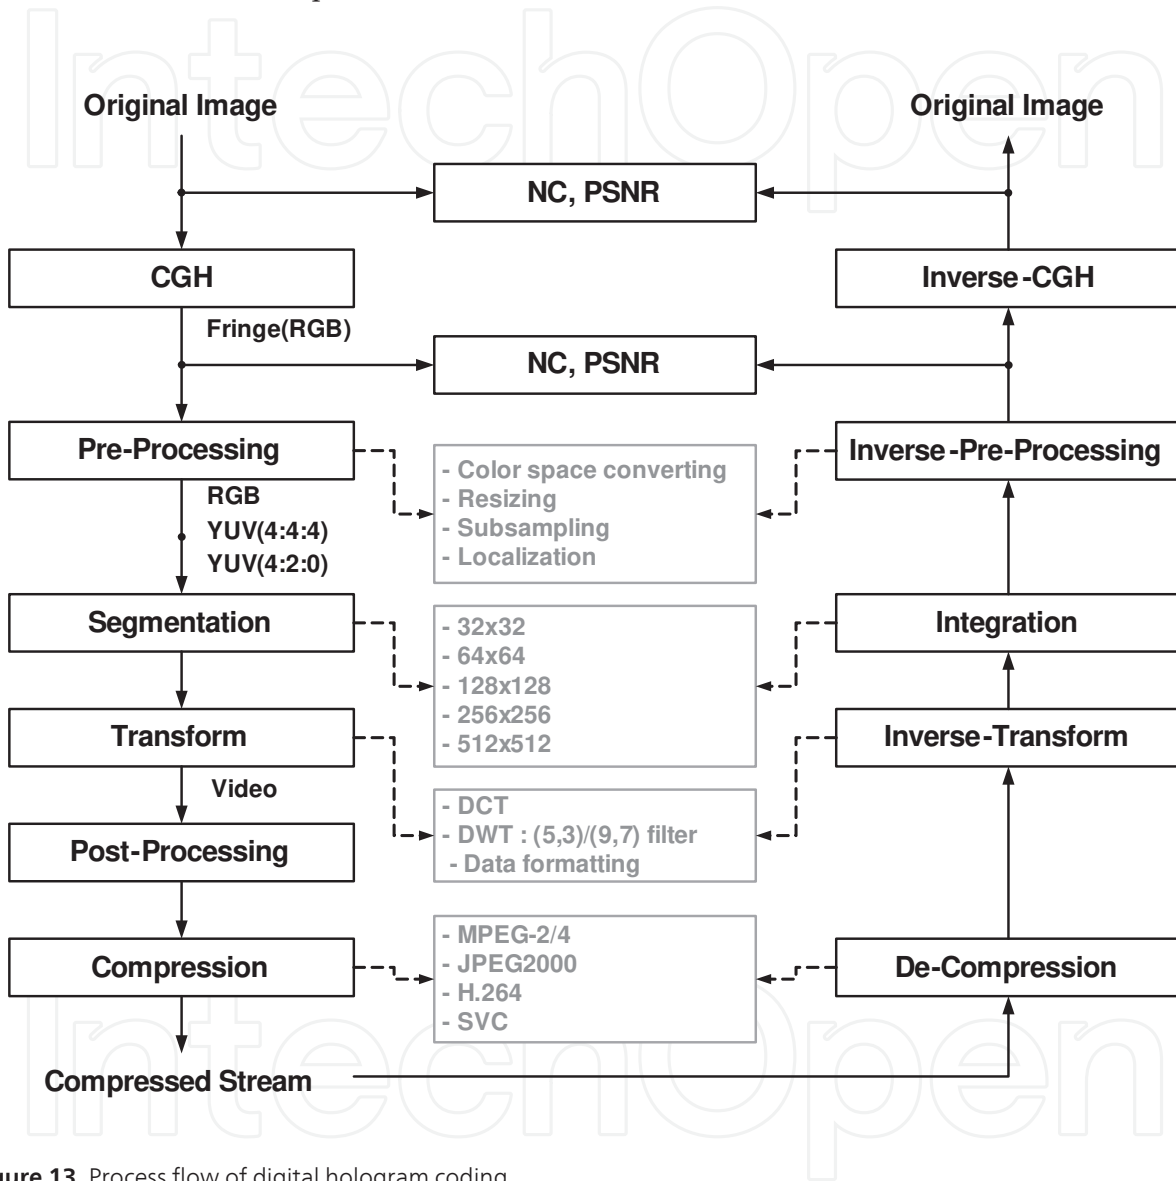 IntechOpen
Original Image
Original Image
NC, PSNR
CGH
Inverse-CGH
Fringe(RGB)
NC, PSNR
Pre-Processing
Inverse-Pre-Processing
- Color space converting
- Resizing
- Subsampling
- Localization
RGB
YUV(4:4:4)
YUV(4:2:0)
Segmentation
Integration
- 32x32
- 64x64
- 128x128
- 256x256
- 512x512
Transform
Inverse-Transform
Video
- DCT
- DWT : (5,3)/(9,7) filter
- Data formatting
Post-Processing
Compression
De-Compression
- MPEG-2/4
- JPEG2000
- H.264
- SVC
Compressed Stream
IntechOpen
gure 13. Process flow of digital hologram coding